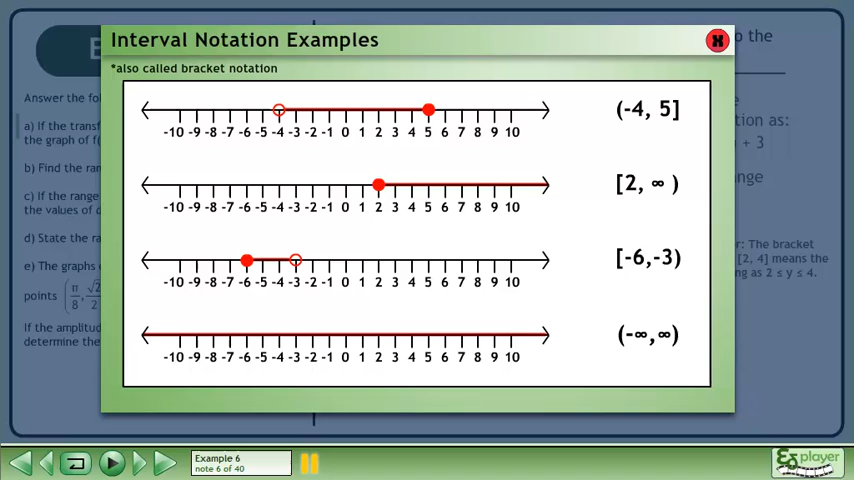 Interval Notation Examples
*also called bracket notation
-10 -9 -8 -7 -6 -5 -4 -3 -2 -1 0 1 2 3 4 5 6 7 8 9 10
(-4, 5]
-10 -9 -8 -7 -6 -5 -4 -3 -2 -1 0 1 2 3 4 5 6 7 8 9 10
[2, ∞ )
-10 -9 -8 -7 -6 -5 -4 -3 -2 -1 0 1 2 3 4 5 6 7 8 9 10
[-6,-3)
-10 -9 -8 -7 -6 -5 -4 -3 -2 -1 0 1 2 3 4 5 6 7 8 9 10
(-∞,∞)
Answer the
a) If the
the graph of
b) Find the
c) If the range
the values of
d) State the
e) The graphs
points (π/8, √2/2
If the
determine the
o the
tion as:
+ 3
: The bracket
[2, 4] means the
as 2 ≤ y ≤ 4.
Example 6
note 6 of 40
player